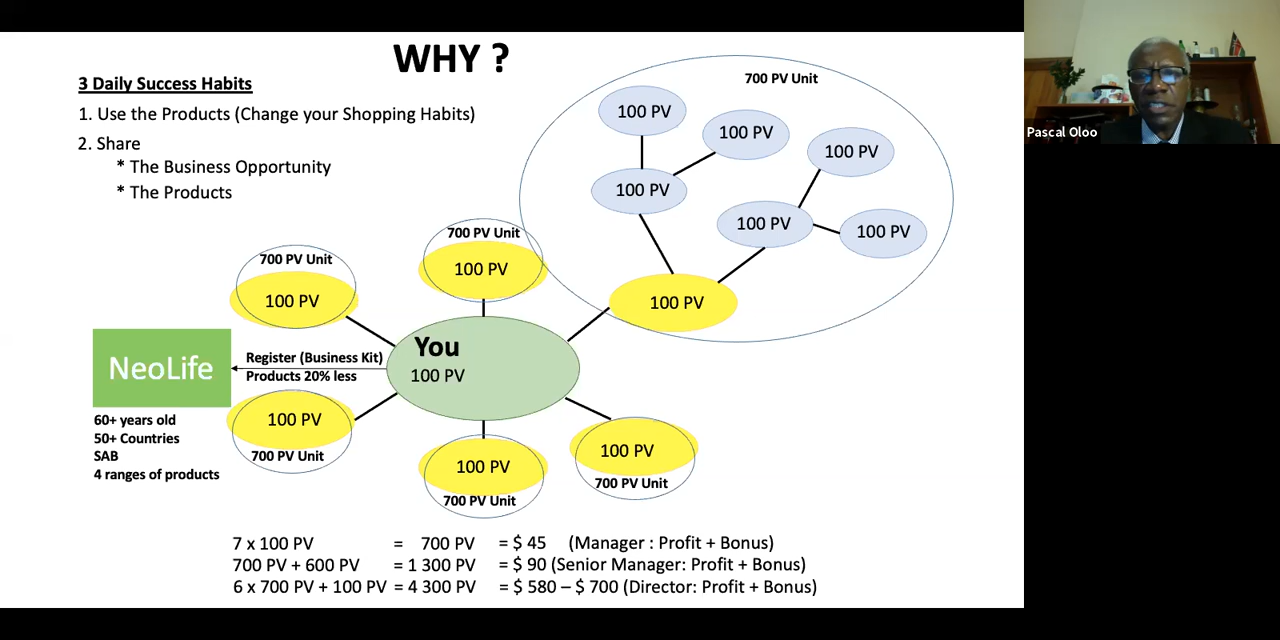 WHY ?
3 Daily Success Habits
1. Use the Products (Change your Shopping Habits)
2. Share
* The Business Opportunity
* The Products
700 PV Unit
100 PV
100 PV
100 PV
100 PV
100 PV
100 PV
100 PV
700 PV Unit
100 PV
700 PV Unit
100 PV
You
100 PV
NeoLife
Register (Business Kit)
Products 20% less
60+ years old
50+ Countries
SAB
4 ranges of products
100 PV
700 PV Unit
100 PV
700 PV Unit
100 PV
700 PV Unit
7 x 100 PV = 700 PV = $ 45 (Manager : Profit + Bonus)
700 PV + 600 PV = 1 300 PV = $ 90 (Senior Manager: Profit + Bonus)
6 x 700 PV + 100 PV = 4 300 PV = $ 580 – $ 700 (Director: Profit + Bonus)
Pascal Oloo